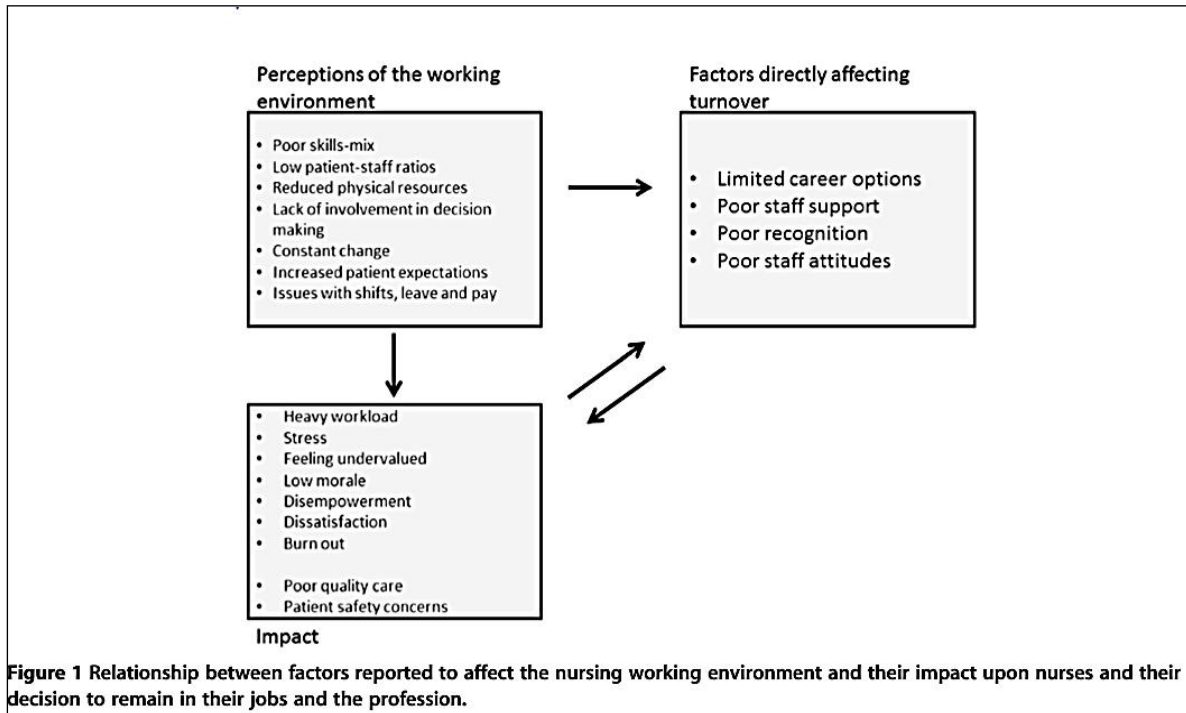 Perceptions of the working
environment
• Poor skills-mix
• Low patient-staff ratios
• Reduced physical resources
• Lack of involvement in decision
making
• Constant change
• Increased patient expectations
• Issues with shifts, leave and pay
Factors directly affecting
turnover
• Limited career options
• Poor staff support
• Poor recognition
• Poor staff attitudes
• Heavy workload
• Stress
• Feeling undervalued
• Low morale
• Disempowerment
• Dissatisfaction
• Burn out
• Poor quality care
• Patient safety concerns
Impact
Figure 1 Relationship between factors reported to affect the nursing working environment and their impact upon nurses and their
decision to remain in their jobs and the profession.